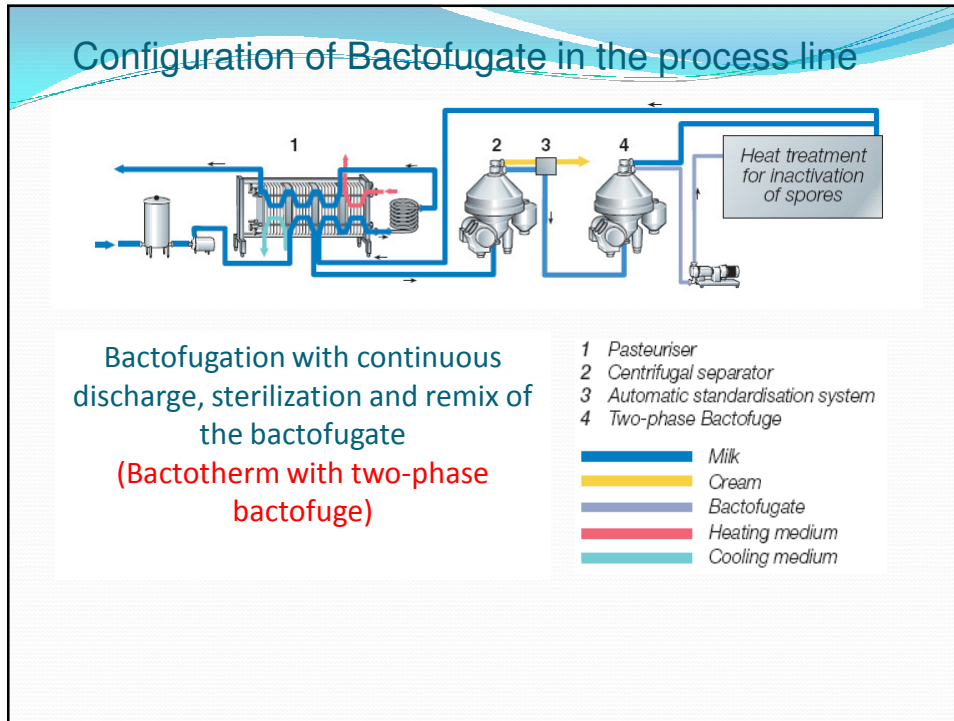 Configuration of Bactofugate in the process line
1
2
3
4
Heat treatment
for inactivation
of spores
Bactofugation with continuous
discharge, sterilization and remix of
the bactofugate
(Bactotherm with two-phase
bactofuge)
1 Pasteuriser
2 Centrifugal separator
3 Automatic standardisation system
4 Two-phase Bactofuge
Milk
Cream
Bactofugate
Heating medium
Cooling medium